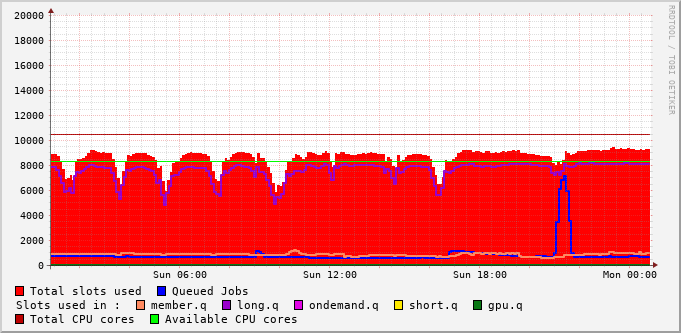 20000
18000
16000
14000
12000
10000
8000
6000
4000
2000
0
Sun 06:00 Sun 12:00 Sun 18:00 Mon 00:00
RRDTOOL / TOBI OETIKER
Total slots used Queued Jobs
Slots used in : member.q long.q ondemand.q short.q gpu.q
Total CPU cores Available CPU cores